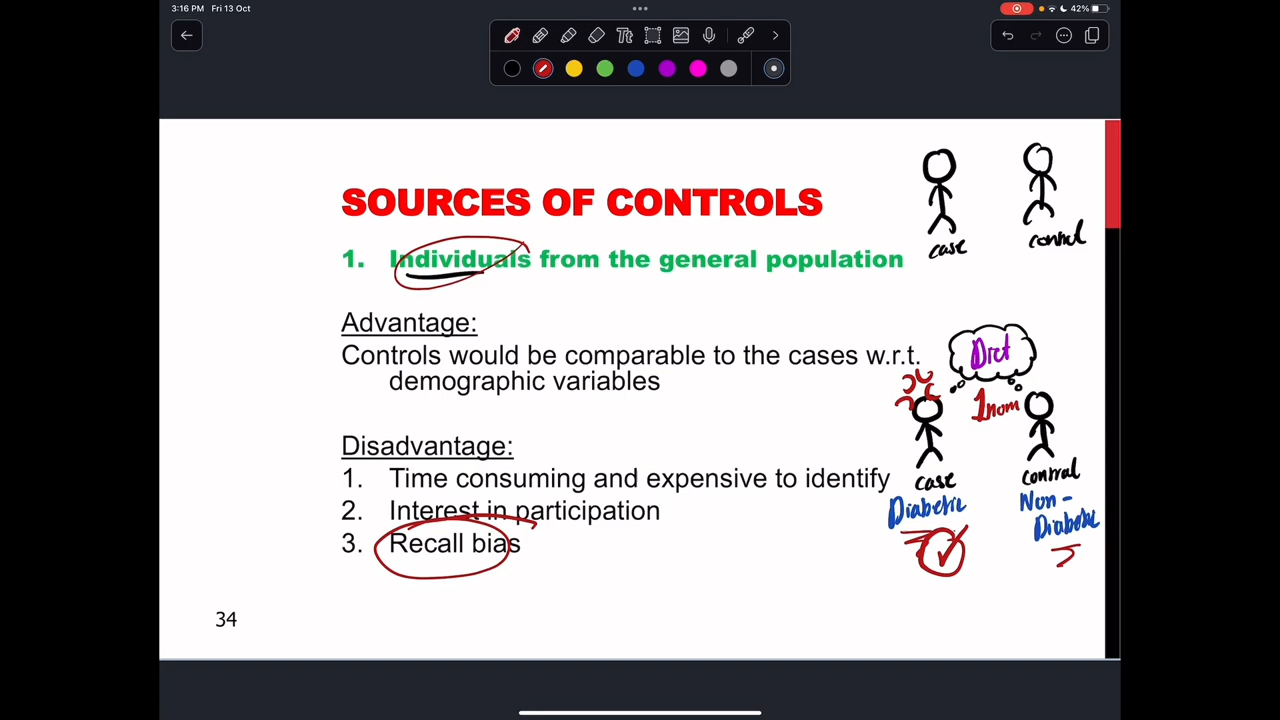 3:16 PM Fri 13 Oct
42%
SOURCES OF CONTROLS
case
control
1. Individuals from the general population
Advantage:
Controls would be comparable to the cases w.r.t.
demographic variables
Diet
Disadvantage:
1. Time consuming and expensive to identify
2. Interest in participation
3. Recall bias
case
control
Diabetic
Non-
Diabetic
34